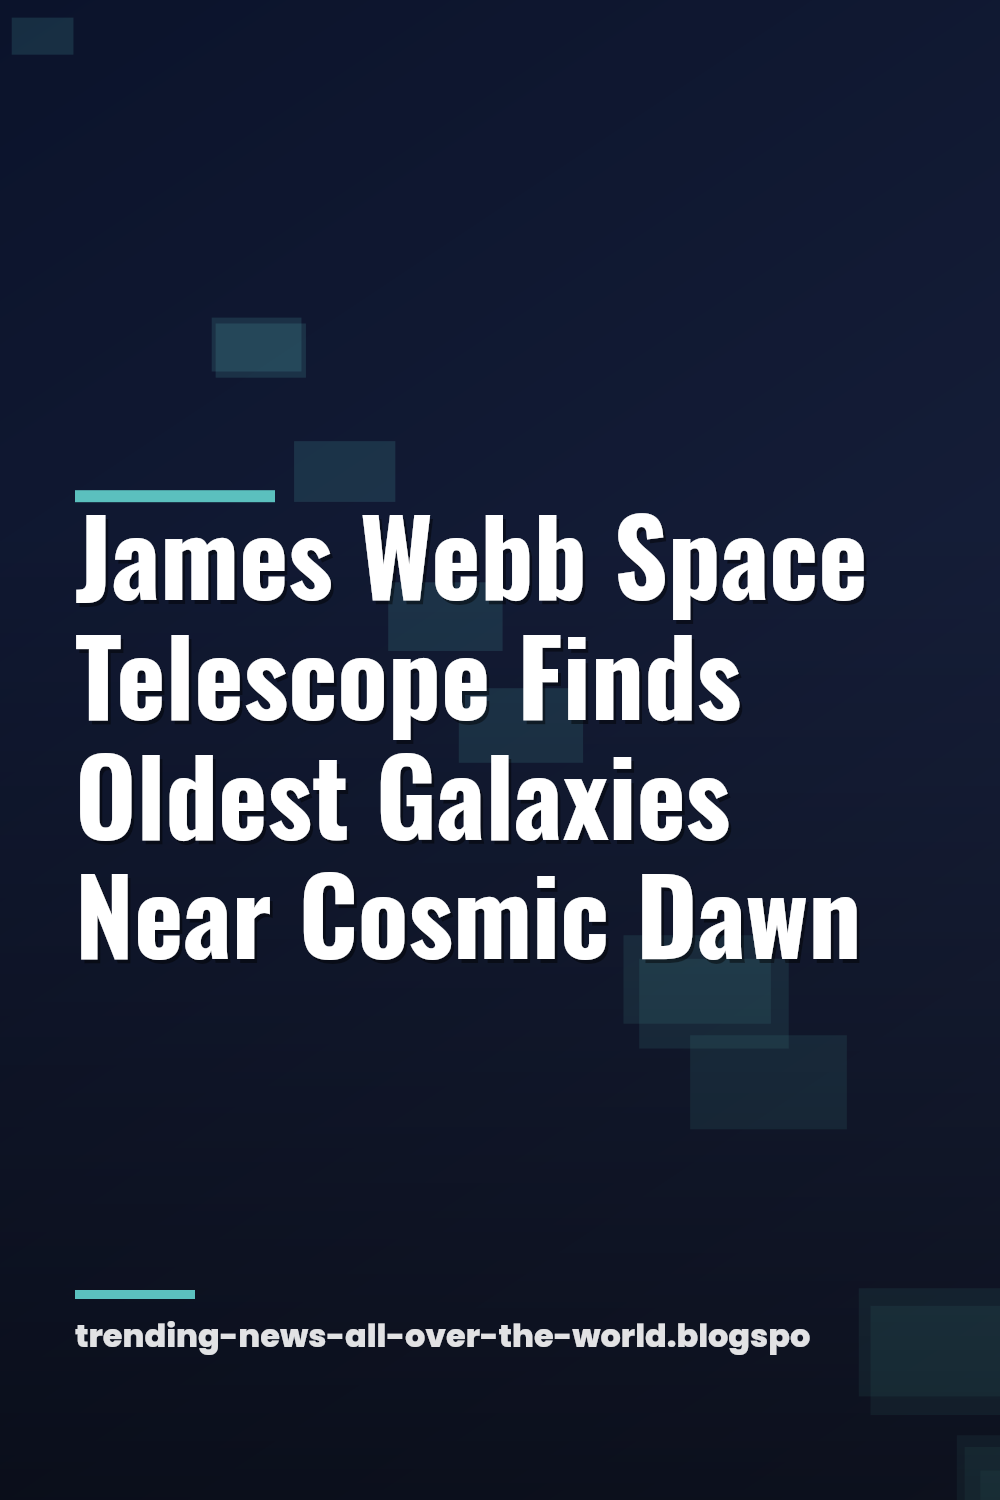 James Webb Space
Telescope Finds
Oldest Galaxies
Near Cosmic Dawn
trending-news-all-over-the-world.blogspo